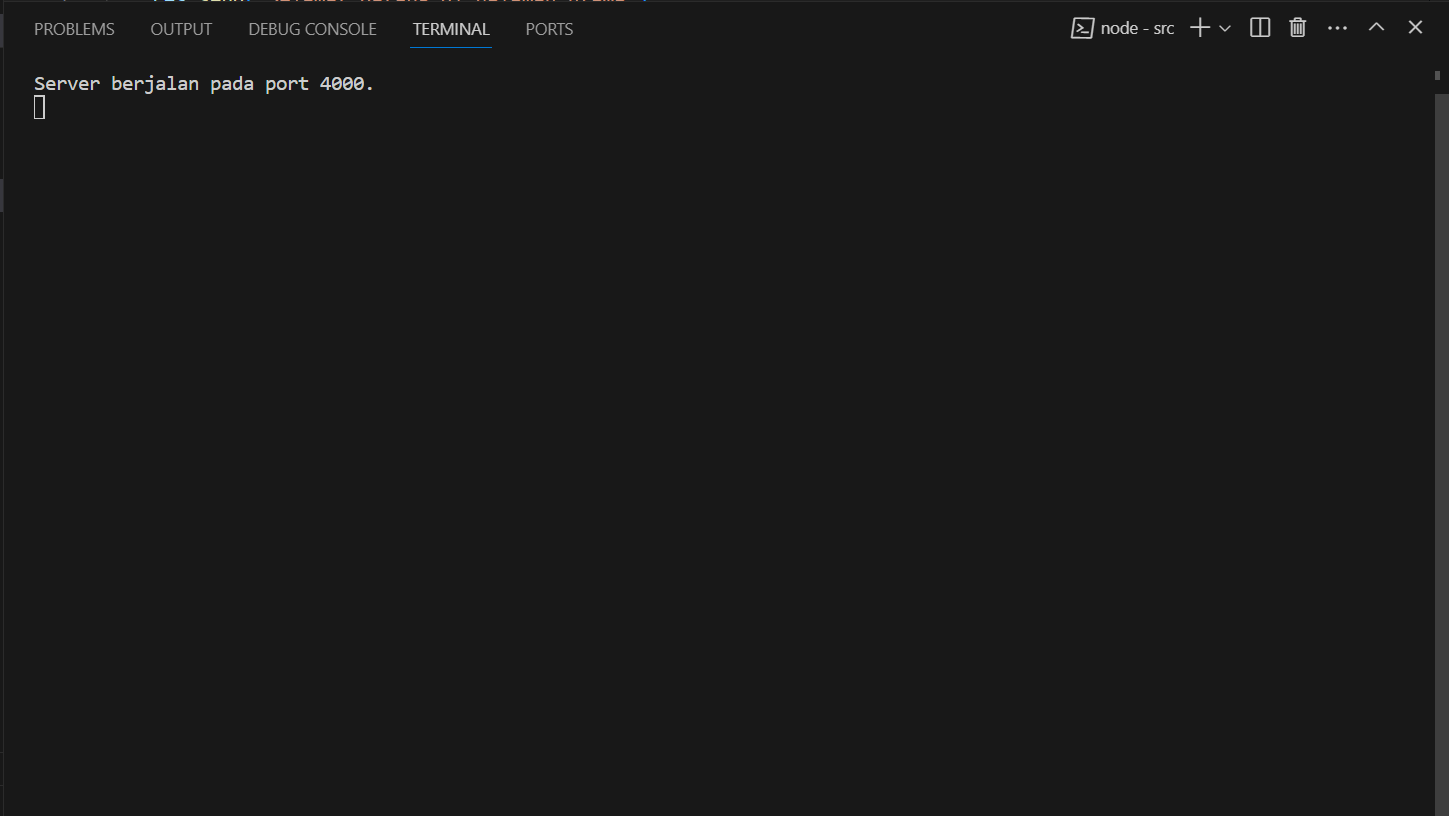 PROBLEMS OUTPUT DEBUG CONSOLE TERMINAL PORTS node - src
Server berjalan pada port 4000.